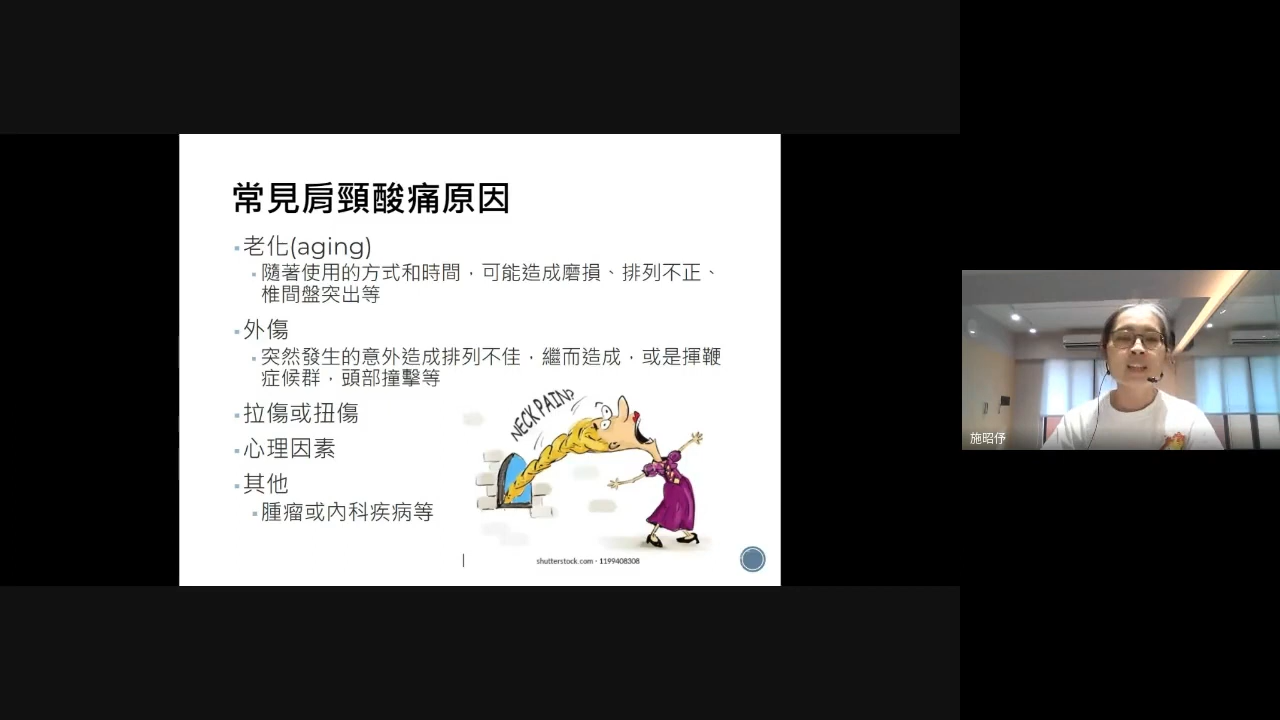 常見肩頸酸痛原因
老化(aging)
隨著使用的方式和時間，可能造成磨損、排列不正、
椎間盤突出等
外傷
突然發生的意外造成排列不佳，繼而造成，或是揮鞭
症候群，頭部撞擊等
拉傷或扭傷
心理因素
其他
腫瘤或內科疾病等
NECK PAIN?
shutterstock.com · 1199408308
施昭伃